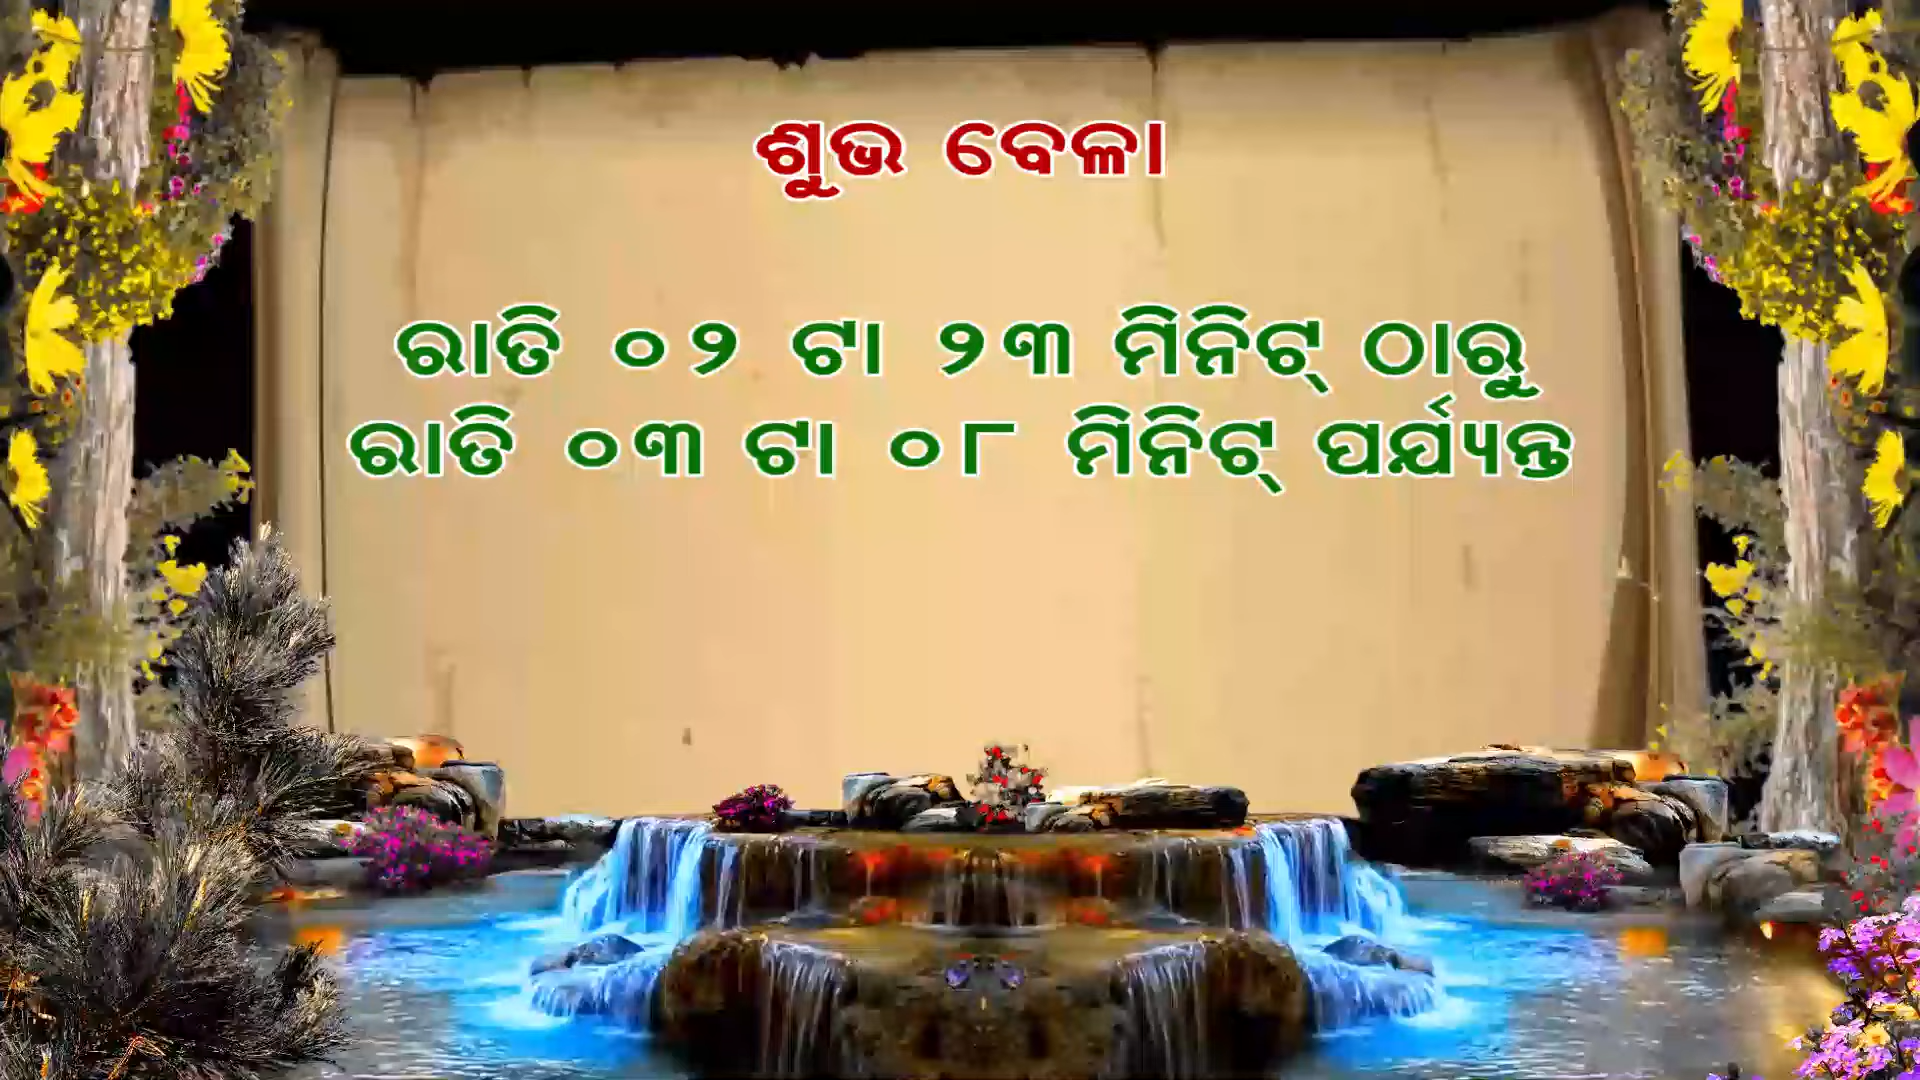 ଶୁଭ ବେଳା
ରାତି ୦୨ ଟା ୨୩ ମିନିଟ୍ ଠାରୁ
ରାତି ୦୩ ଟା ୦୮ ମିନିଟ୍ ପର୍ଯ୍ୟନ୍ତ